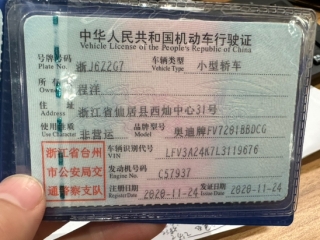 中华人民共和国机动车行驶证
Vehicle License of the People's Republic of China
号牌号码 浙J6Z2G7 车辆类型 小型轿车
Plate No. Vehicle Type
所
Owner 程洋
住 址 浙江省仙居县西灿中心31号
Address
使用性质 非营运 品牌型号 奥迪牌FV7201BBDCG
Use Character Model
浙江省台州
市公安局交
通警察支队
车辆识别代号 LFV3A24K7L3119676
VIN
发动机号码 C57937
Engine No.
注册日期 2020-11-24 发证日期 2020-11-24
Register Date Issue Date